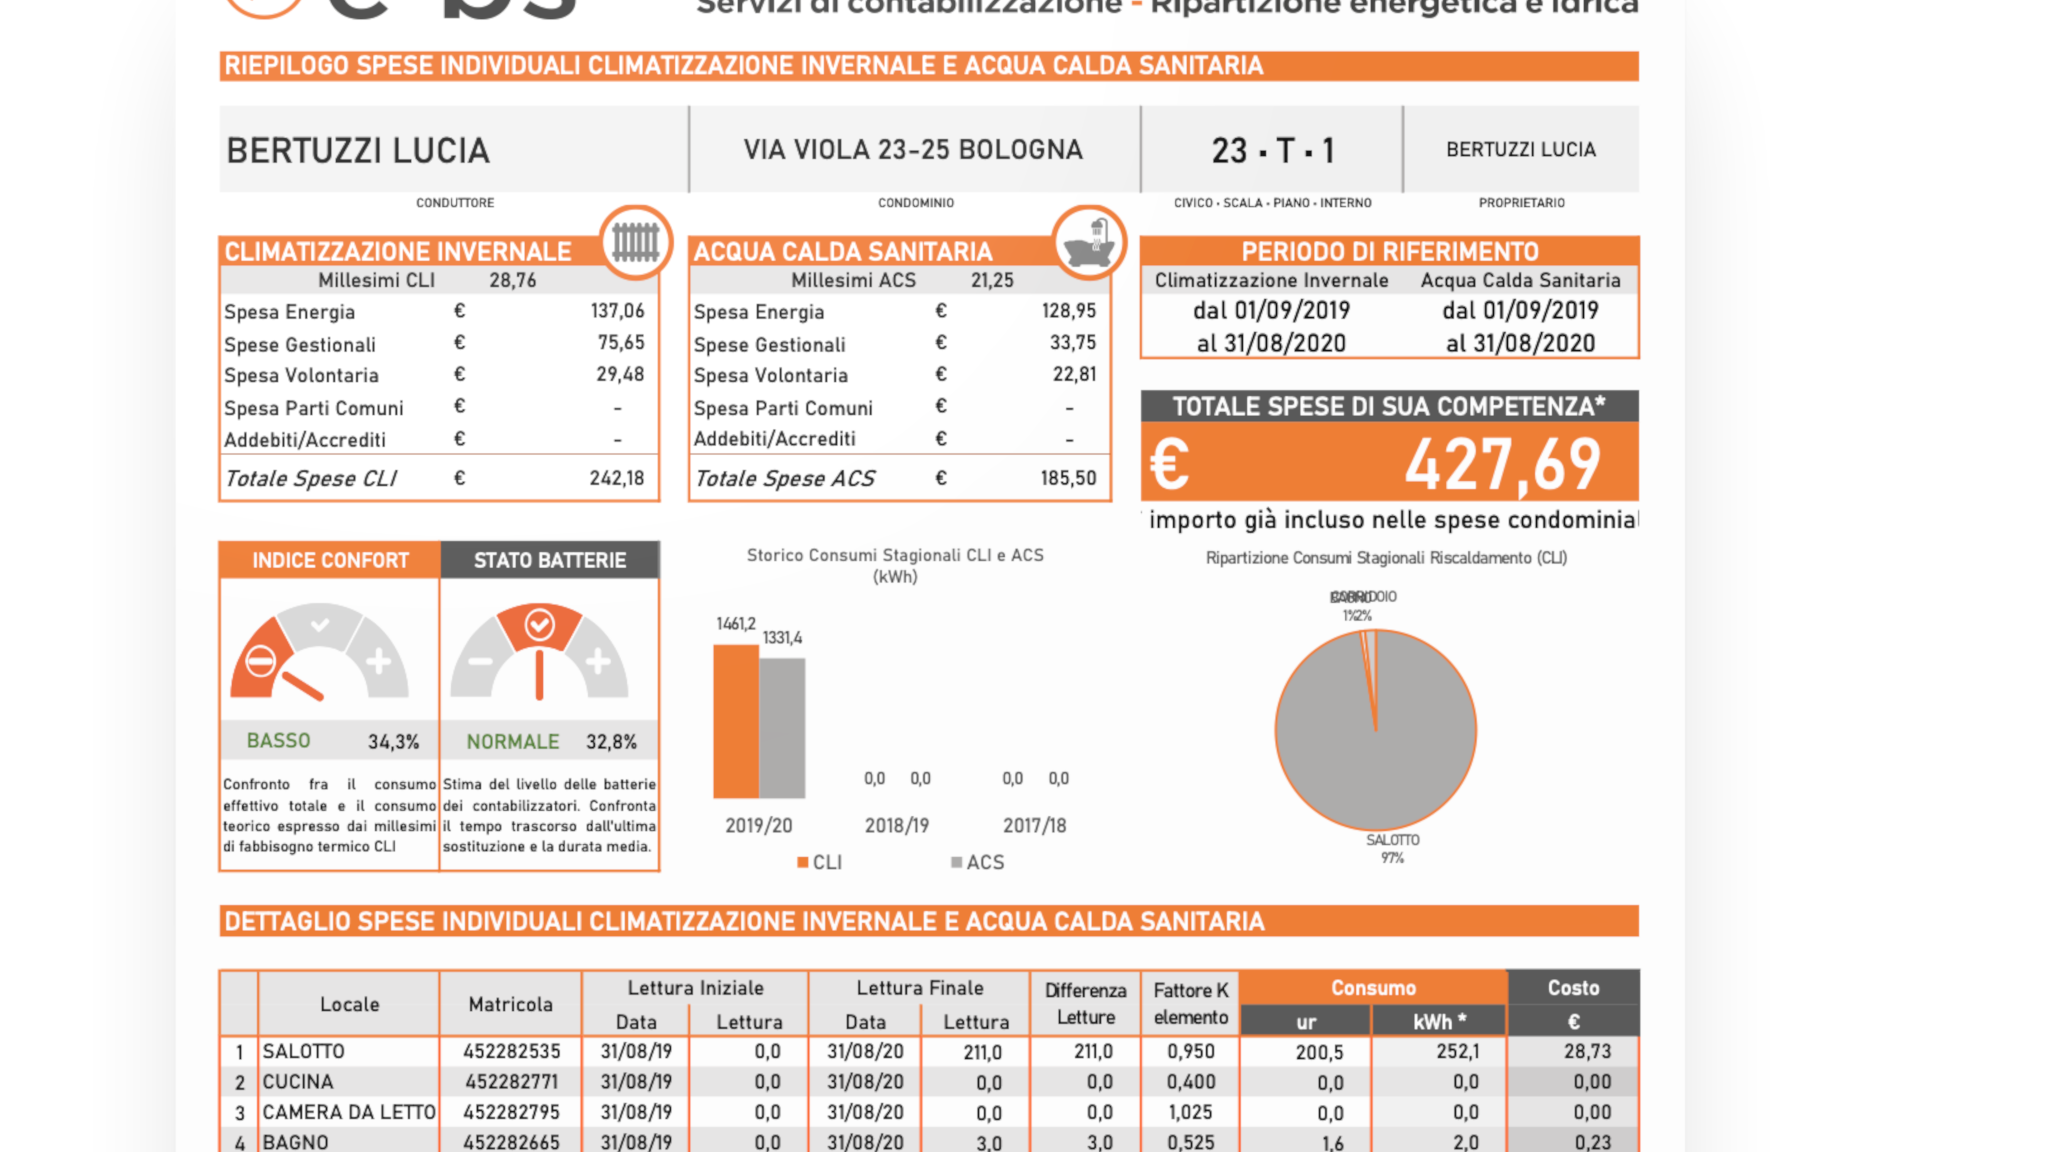 Servizi di contabilizzazione - Ripartizione energetica e idrica
RIEPILOGO SPESE INDIVIDUALI CLIMATIZZAZIONE INVERNALE E ACQUA CALDA SANITARIA
BERTUZZI LUCIA
VIA VIOLA 23-25 BOLOGNA
23 · T · 1
BERTUZZI LUCIA
CONDUTTORE
CONDOMINIO
CIVICO · SCALA · PIANO · INTERNO
PROPRIETARIO
CLIMATIZZAZIONE INVERNALE
Millesimi CLI 28,76
Spesa Energia € 137,06
Spese Gestionali € 75,65
Spesa Volontaria € 29,48
Spesa Parti Comuni € -
Addebiti/Accrediti € -
Totale Spese CLI € 242,18
ACQUA CALDA SANITARIA
Millesimi ACS 21,25
Spesa Energia € 128,95
Spese Gestionali € 33,75
Spesa Volontaria € 22,81
Spesa Parti Comuni € -
Addebiti/Accrediti € -
Totale Spese ACS € 185,50
PERIODO DI RIFERIMENTO
Climatizzazione Invernale Acqua Calda Sanitaria
dal 01/09/2019 dal 01/09/2019
al 31/08/2020 al 31/08/2020
TOTALE SPESE DI SUA COMPETENZA*
€ 427,69
importo già incluso nelle spese condominial
INDICE CONFORT
BASSO 34,3%
Confronto fra il consumo
effettivo totale e il consumo
teorico espresso dai millesimi
di fabbisogno termico CLI
STATO BATTERIE
NORMALE 32,8%
Stima del livello delle batterie
dei contabilizzatori. Confronta
il tempo trascorso dall'ultima
sostituzione e la durata media.
Storico Consumi Stagionali CLI e ACS
(kWh)
1461,2
1331,4
0,0 0,0 0,0 0,0
2019/20 2018/19 2017/18
CLI ACS
Ripartizione Consumi Stagionali Riscaldamento (CLI)
BAGNO
1%
CORRIDOIO
2%
SALOTTO
97%
DETTAGLIO SPESE INDIVIDUALI CLIMATIZZAZIONE INVERNALE E ACQUA CALDA SANITARIA
Locale Matricola Lettura Iniziale Lettura Finale Differenza Letture Fattore K elemento Consumo Costo
Data Lettura Data Lettura ur kWh * €
1 SALOTTO 452282535 31/08/19 0,0 31/08/20 211,0 211,0 0,950 200,5 252,1 28,73
2 CUCINA 452282771 31/08/19 0,0 31/08/20 0,0 0,0 0,400 0,0 0,0 0,00
3 CAMERA DA LETTO 452282795 31/08/19 0,0 31/08/20 0,0 0,0 1,025 0,0 0,0 0,00
4 BAGNO 452282665 31/08/19 0,0 31/08/20 3,0 3,0 0,525 1,6 2,0 0,23